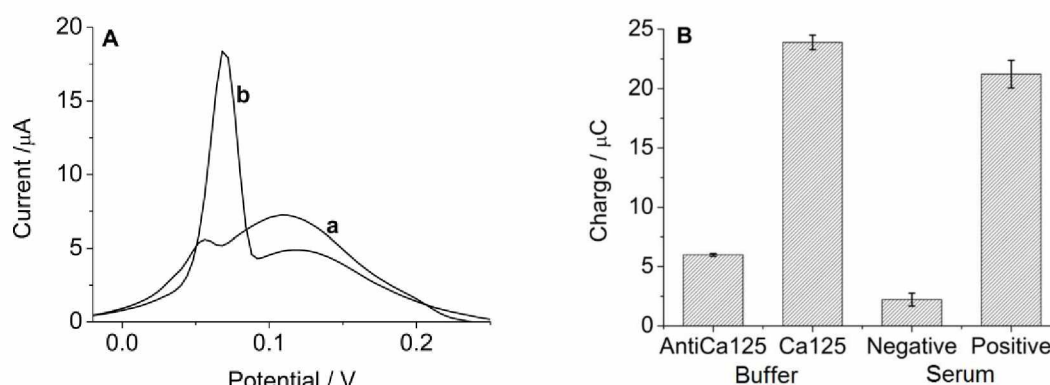 A
20
15
10
5
0
Current /μA
b
a
0.0 0.1 0.2
Potential / V
B
25
20
15
10
5
0
Charge / μC
AntiCa125 Ca125 Negative Positive
Buffer Serum